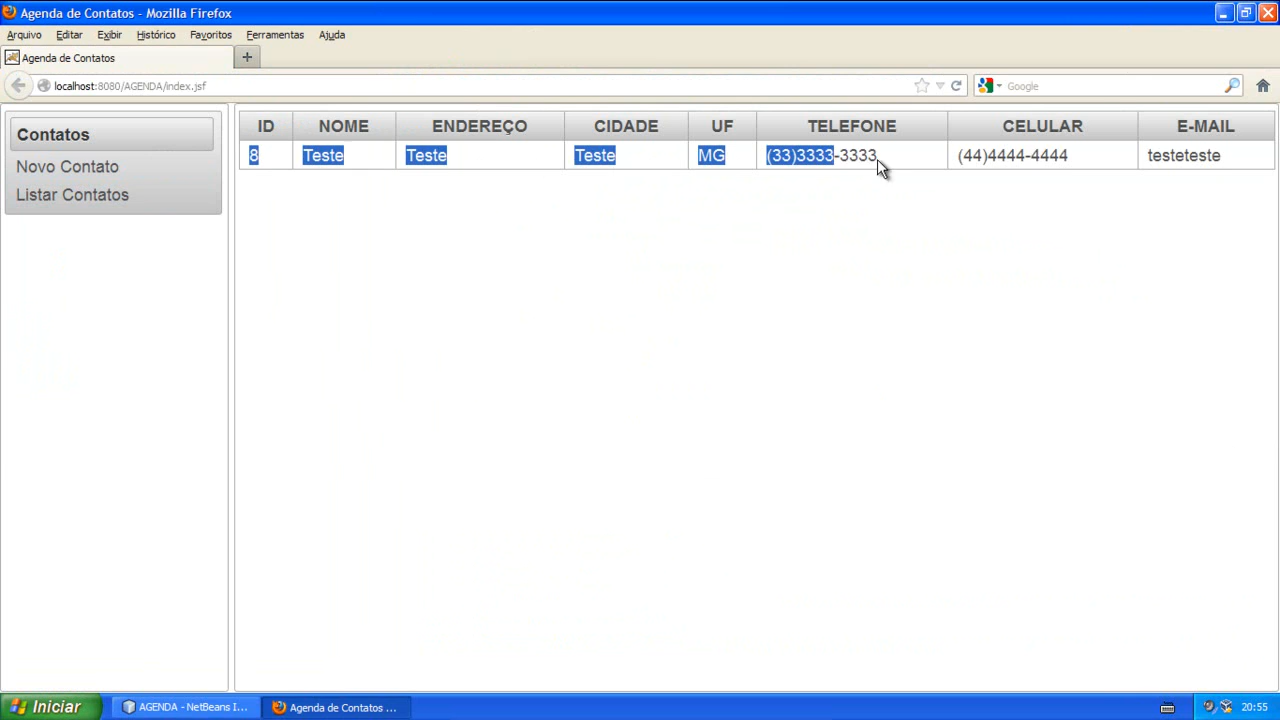 Agenda de Contatos - Mozilla Firefox
Arquivo Editar Exibir Histórico Favoritos Ferramentas Ajuda
Agenda de Contatos +
localhost:8080/AGENDA/index.jsf Google
Contatos
Novo Contato
Listar Contatos
ID NOME ENDEREÇO CIDADE UF TELEFONE CELULAR E-MAIL
8 Teste Teste Teste MG (33)3333-3333 (44)4444-4444 testeteste
Iniciar AGENDA - NetBeans I... Agenda de Contatos ... 20:55